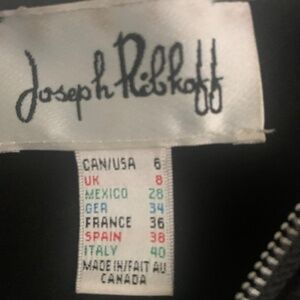 Joseph Ribkoff
CAN/USA 6
UK 8
MEXICO 28
GER 34
FRANCE 36
SPAIN 38
ITALY 40
MADE IN/FAIT AU
CANADA